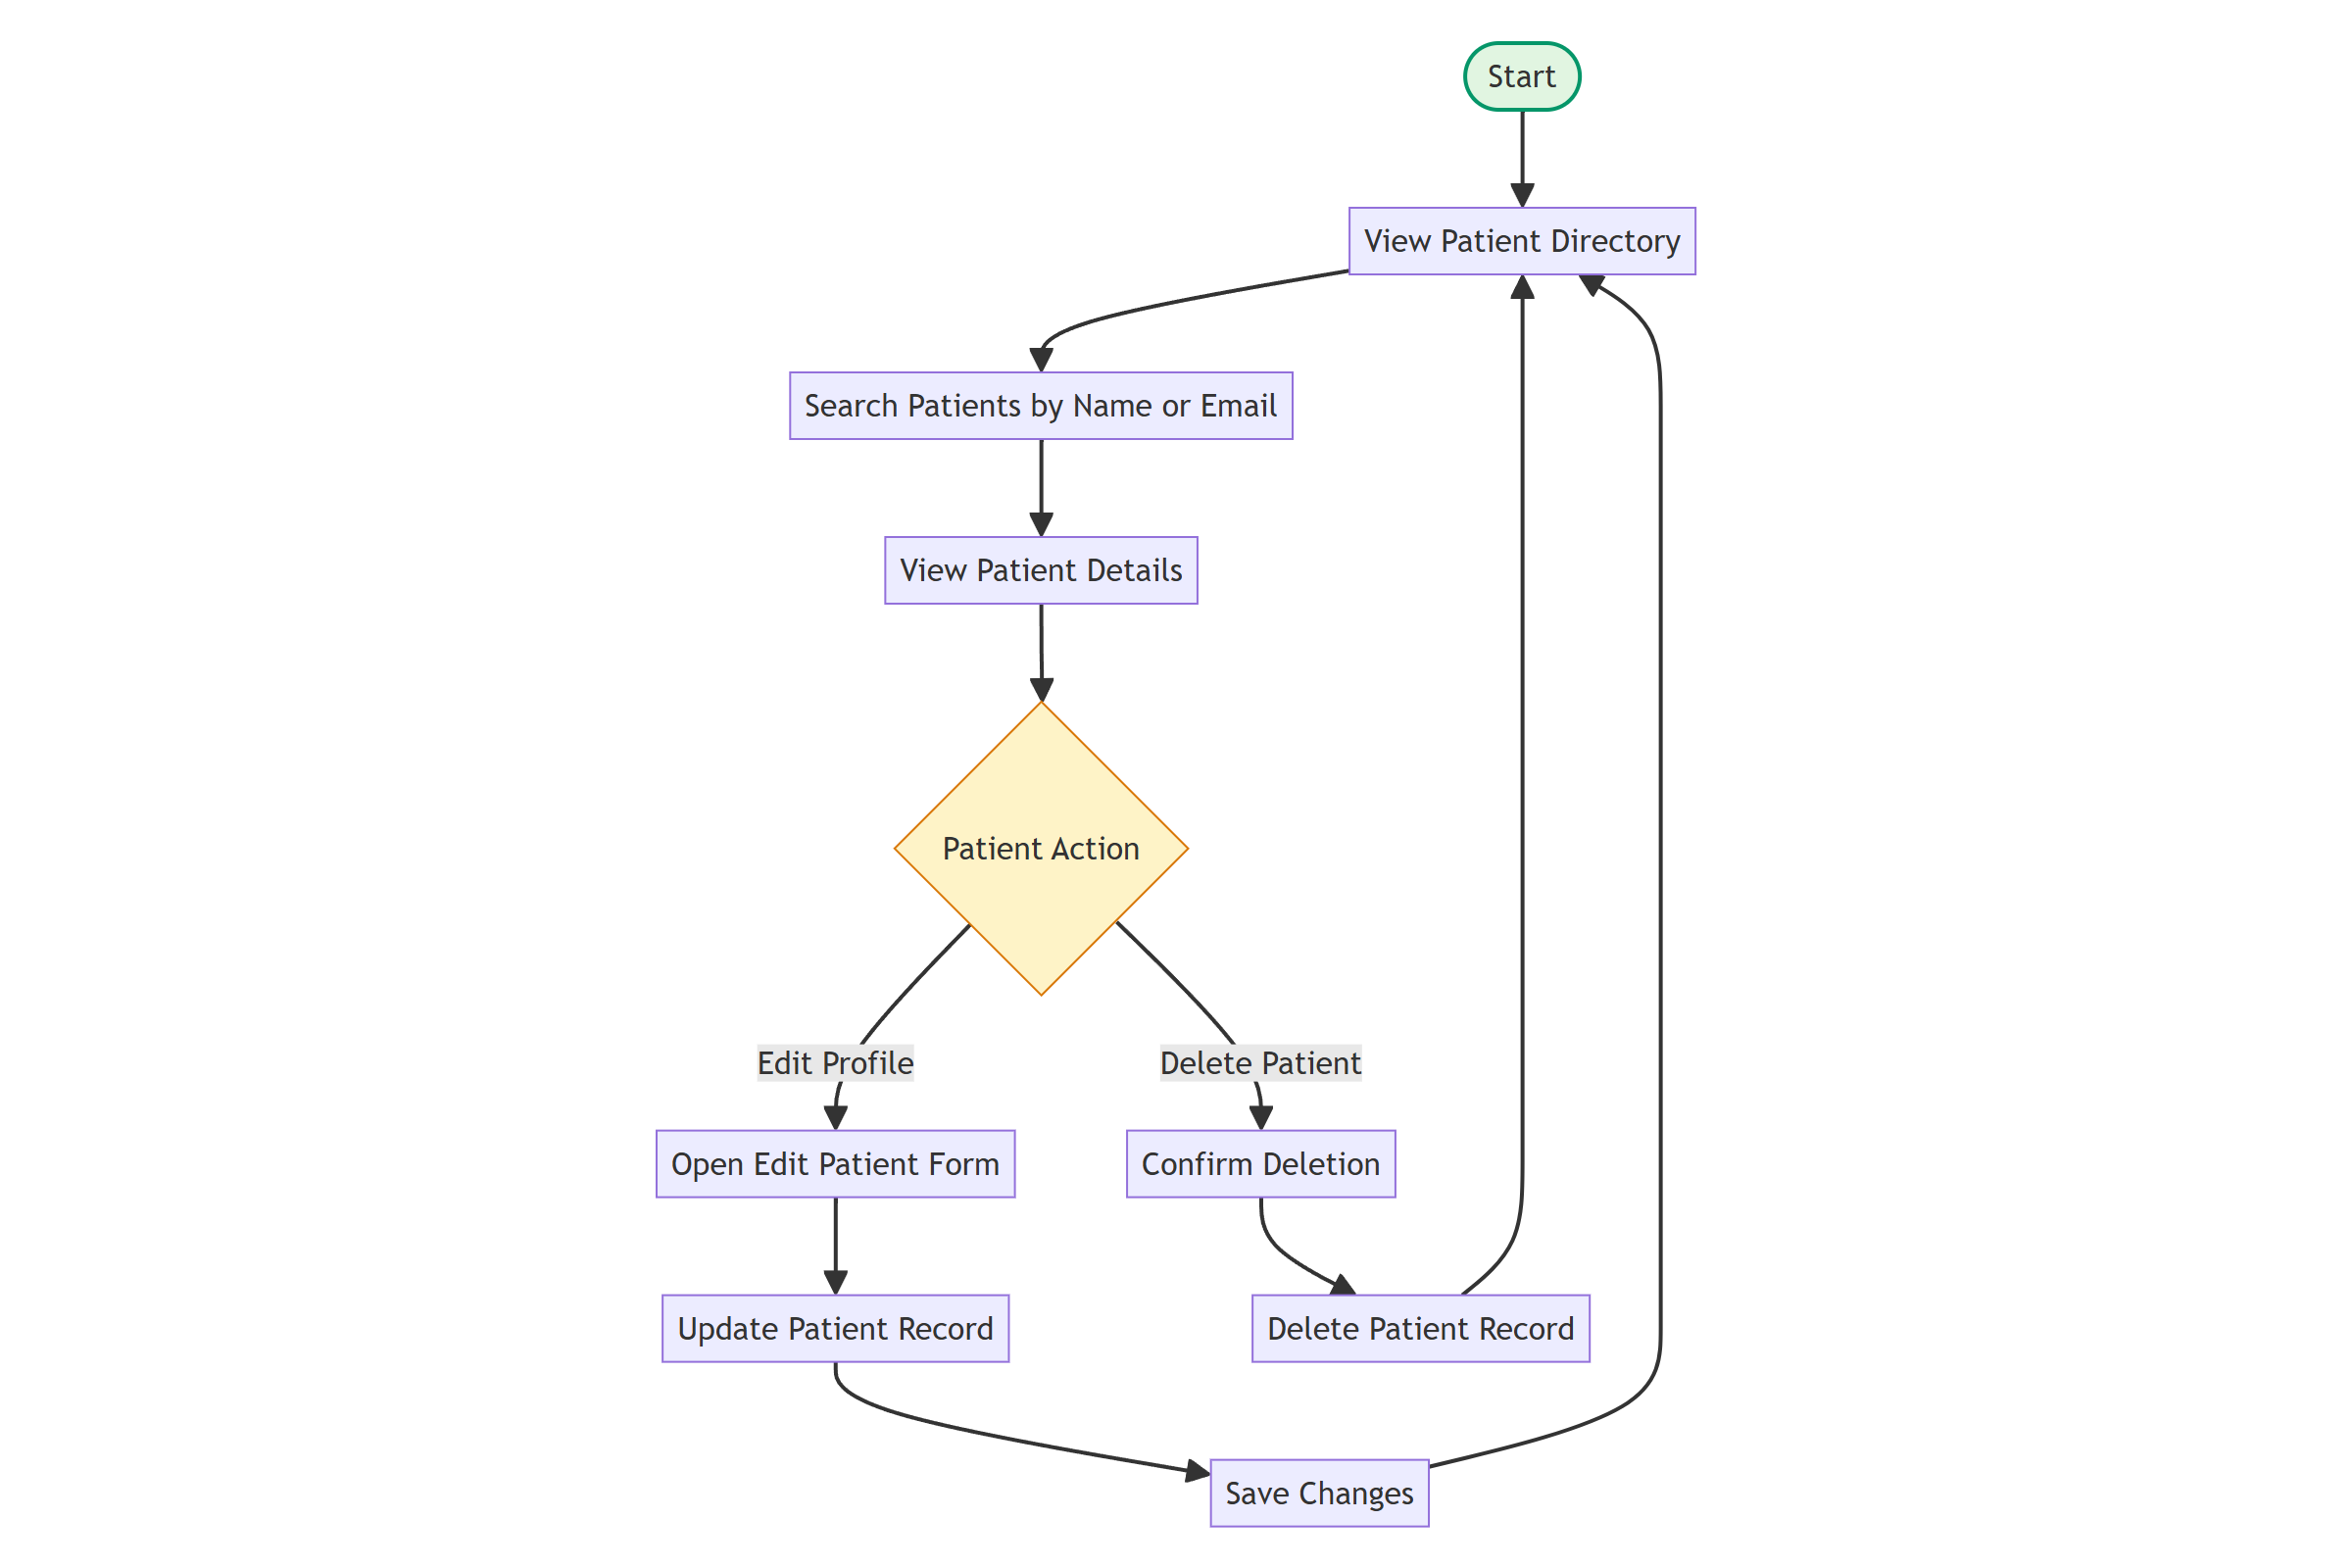 Start
View Patient Directory
Search Patients by Name or Email
View Patient Details
Patient Action
Edit Profile
Delete Patient
Open Edit Patient Form
Confirm Deletion
Update Patient Record
Delete Patient Record
Save Changes